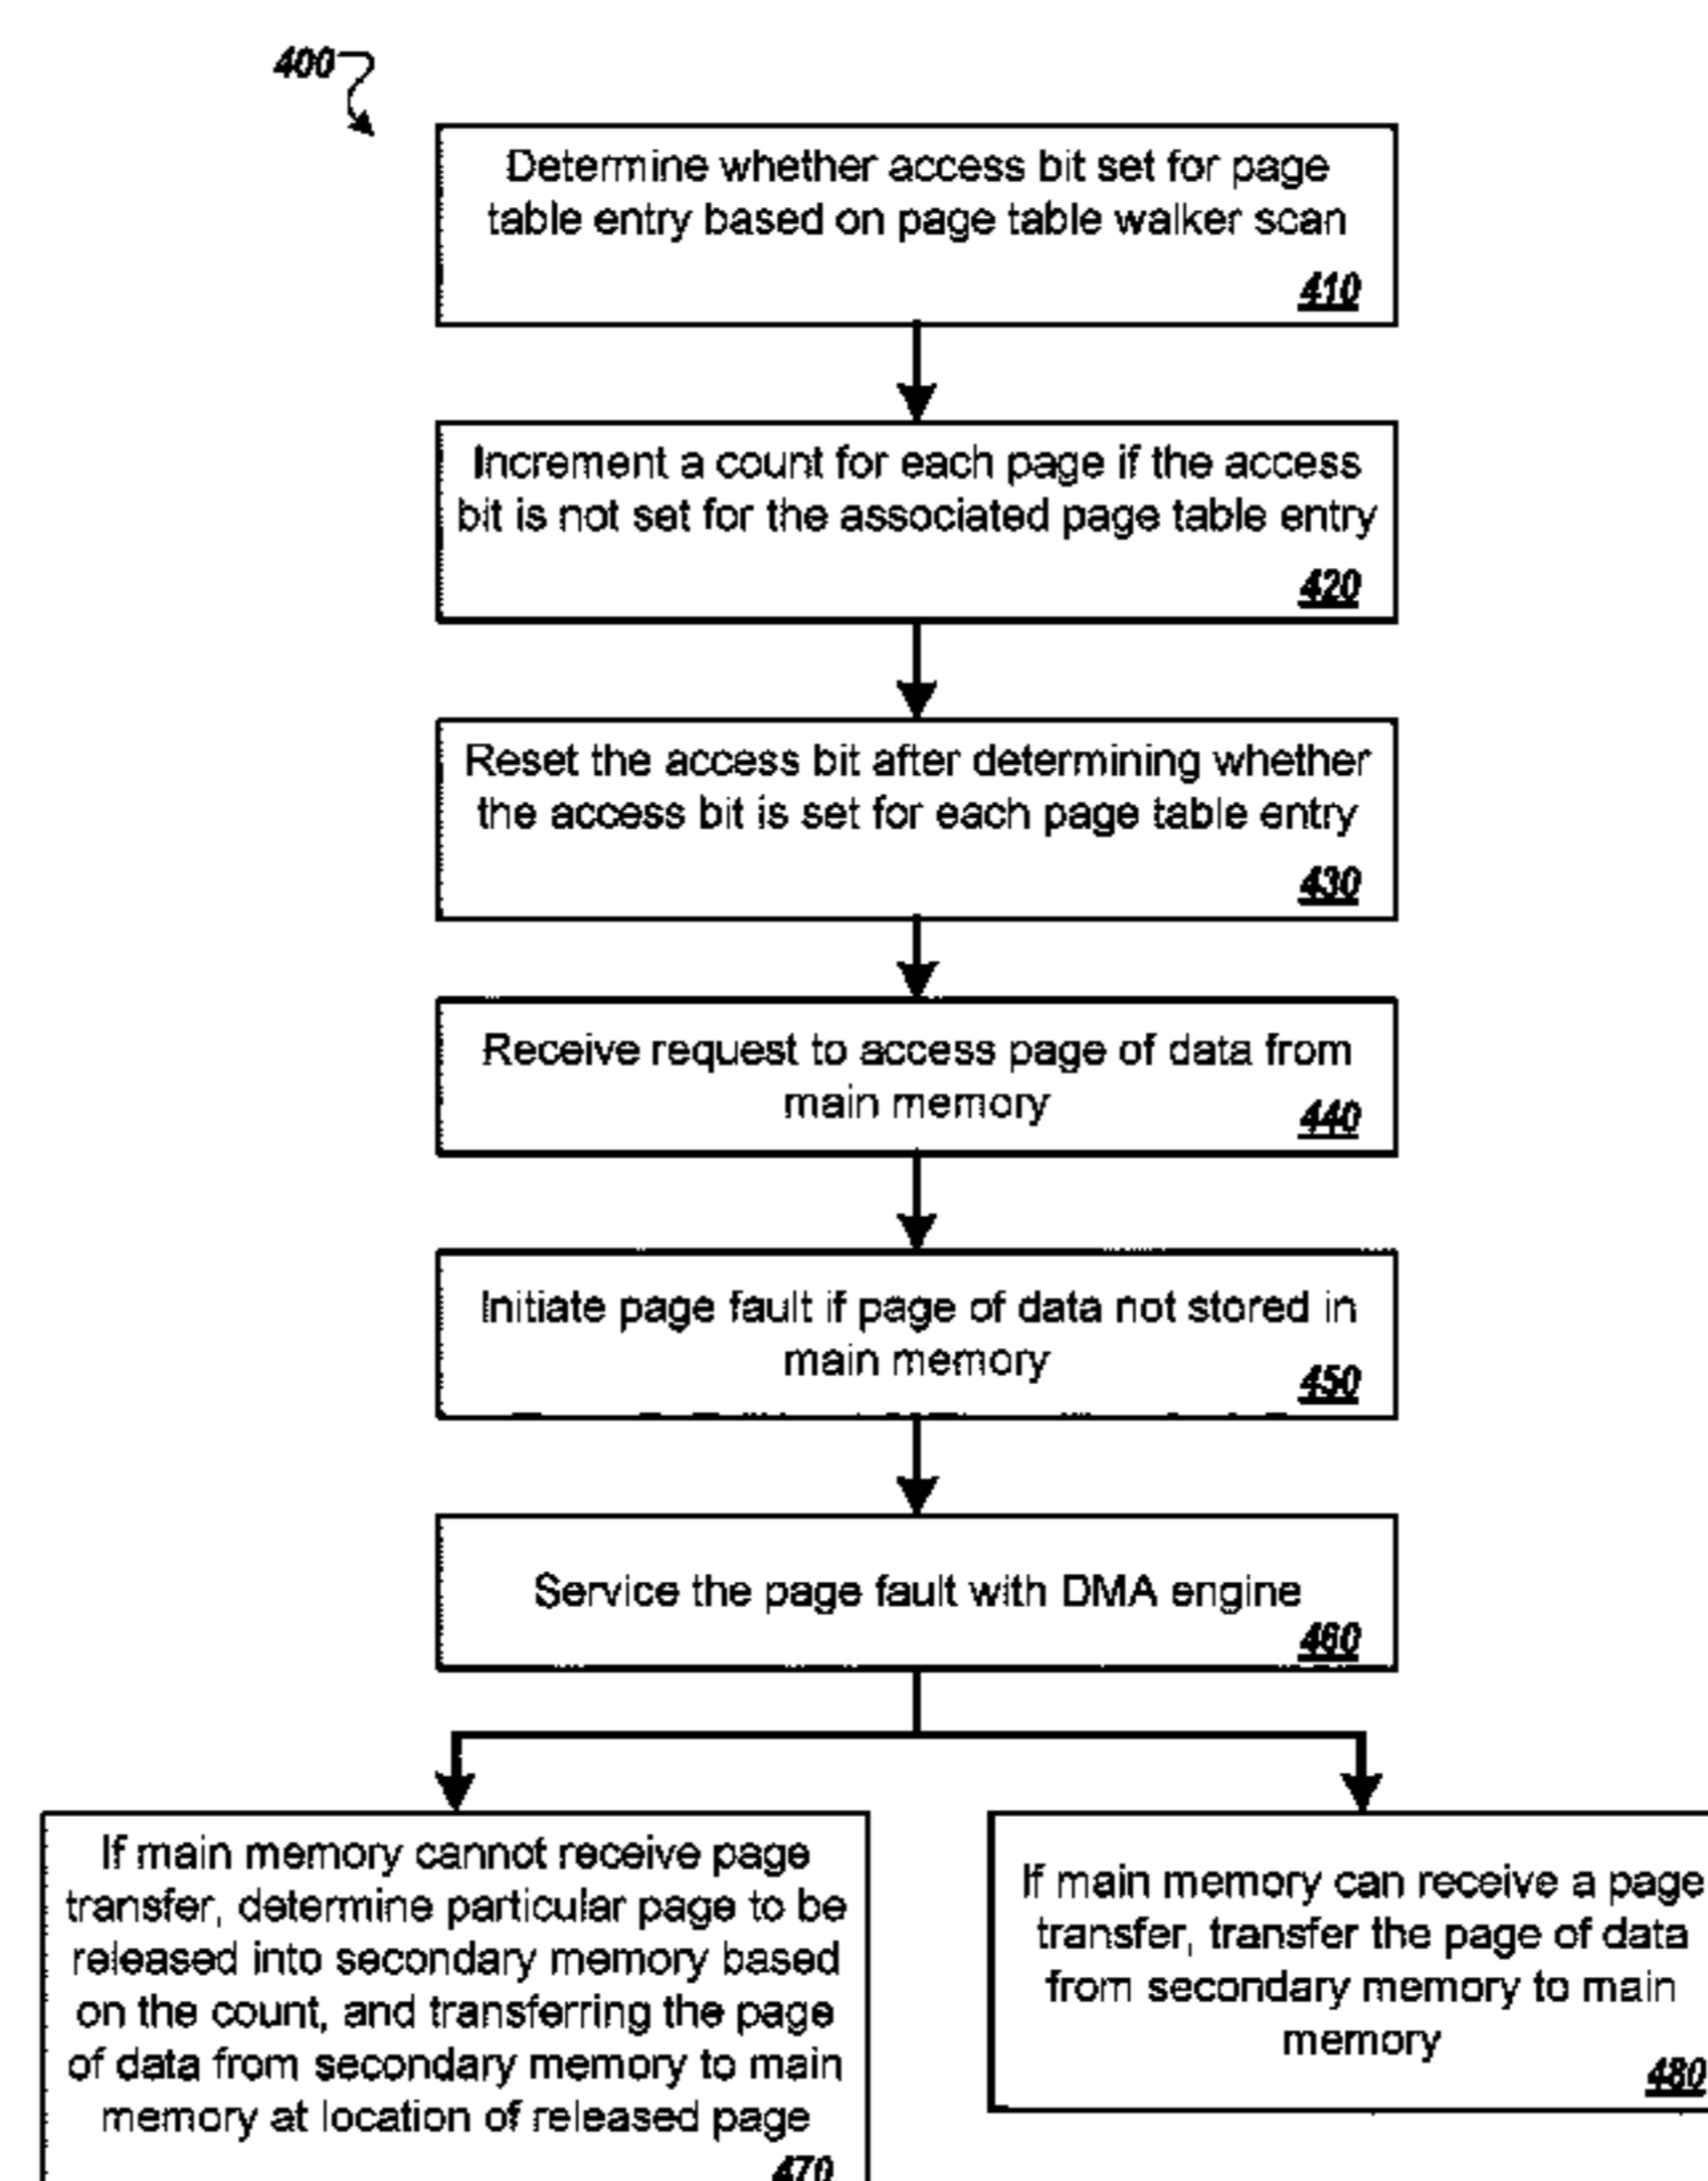 400
Determine whether access bit set for page
table entry based on page table walker scan
410
Increment a count for each page if the access
bit is not set for the associated page table entry
420
Reset the access bit after determining whether
the access bit is set for each page table entry
430
Receive request to access page of data from
main memory
440
Initiate page fault if page of data not stored in
main memory
450
Service the page fault with DMA engine
460
If main memory cannot receive page
transfer, determine particular page to be
released into secondary memory based
on the count, and transferring the page
of data from secondary memory to main
memory at location of released page
470
If main memory can receive a page
transfer, transfer the page of data
from secondary memory to main
memory
480